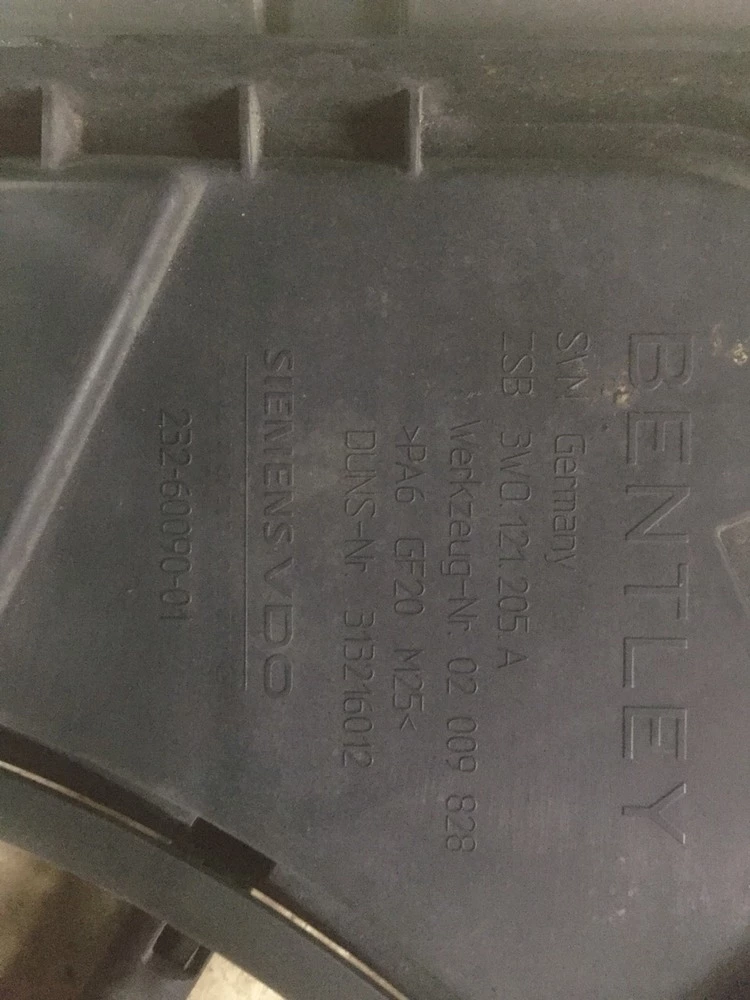 BENTLEY
SVN Germany
ZSB 3W0.121.205.A
Werkzeug-Nr. 02 009 828
>PA6 GF20 M25<
DUNS-Nr. 313216012
SIEMENS VDO
232-60090-01